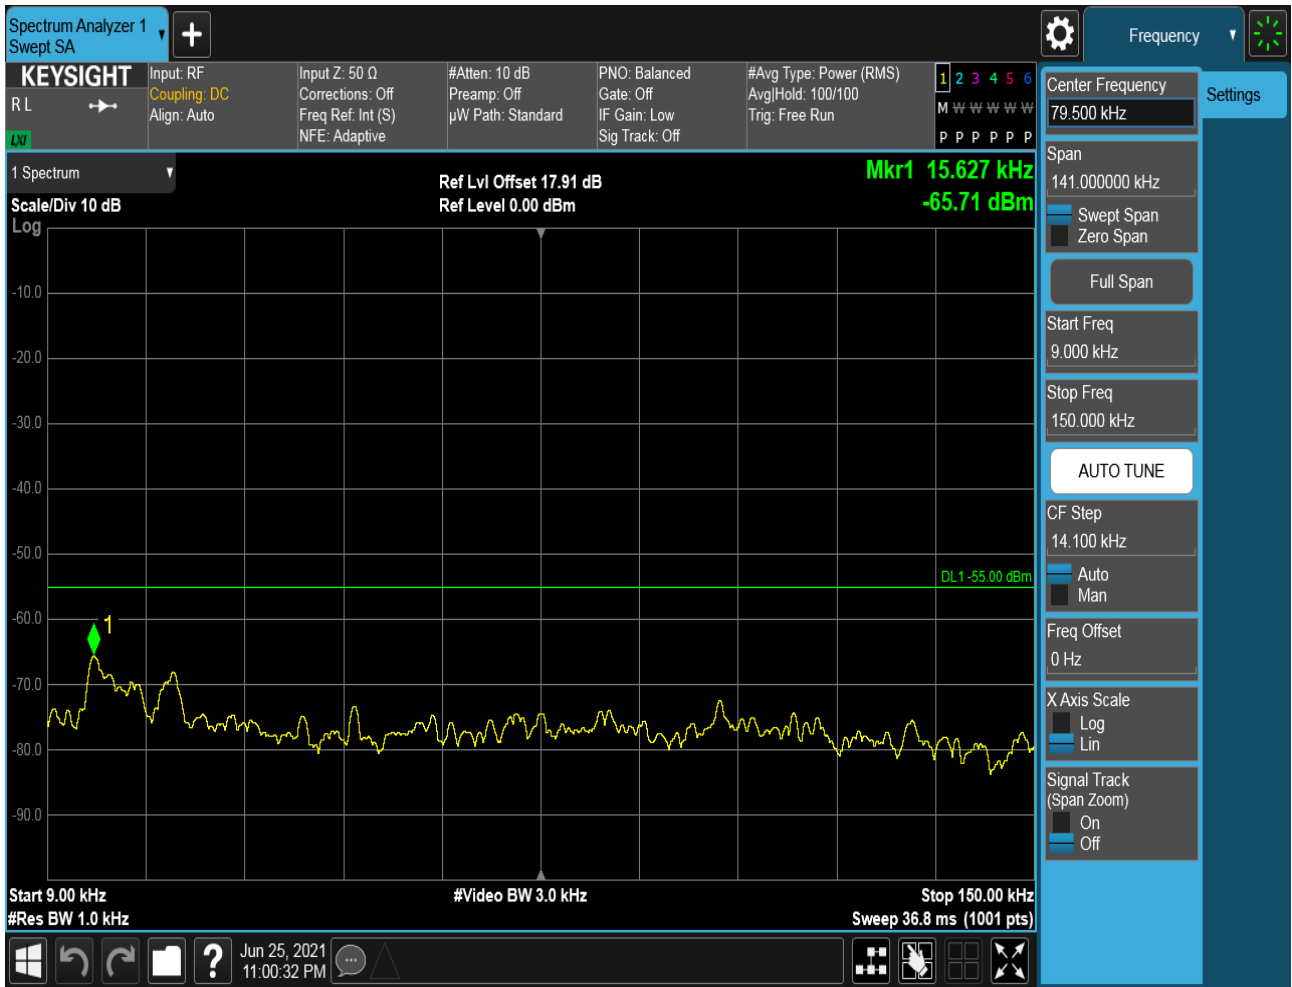 Spectrum Analyzer 1
Swept SA
Frequency
KEYSIGHT
R L
LXI
Input: RF
Coupling: DC
Align: Auto
Input Z: 50 Ω
Corrections: Off
Freq Ref: Int (S)
NFE: Adaptive
#Atten: 10 dB
Preamp: Off
µW Path: Standard
PNO: Balanced
Gate: Off
IF Gain: Low
Sig Track: Off
#Avg Type: Power (RMS)
Avg|Hold: 100/100
Trig: Free Run
1 2 3 4 5 6
M W W W W W
P P P P P P
Center Frequency
79.500 kHz
Settings
Span
141.000000 kHz
Swept Span
Zero Span
Full Span
Start Freq
9.000 kHz
Stop Freq
150.000 kHz
AUTO TUNE
CF Step
14.100 kHz
Auto
Man
Freq Offset
0 Hz
X Axis Scale
Log
Lin
Signal Track
(Span Zoom)
On
Off
1 Spectrum
Scale/Div 10 dB
Log
Ref Lvl Offset 17.91 dB
Ref Level 0.00 dBm
Mkr1 15.627 kHz
-65.71 dBm
-10.0
-20.0
-30.0
-40.0
-50.0
DL1 -55.00 dBm
-60.0
1
-70.0
-80.0
-90.0
Start 9.00 kHz
#Video BW 3.0 kHz
Stop 150.00 kHz
#Res BW 1.0 kHz
Sweep 36.8 ms (1001 pts)
?
Jun 25, 2021
11:00:32 PM